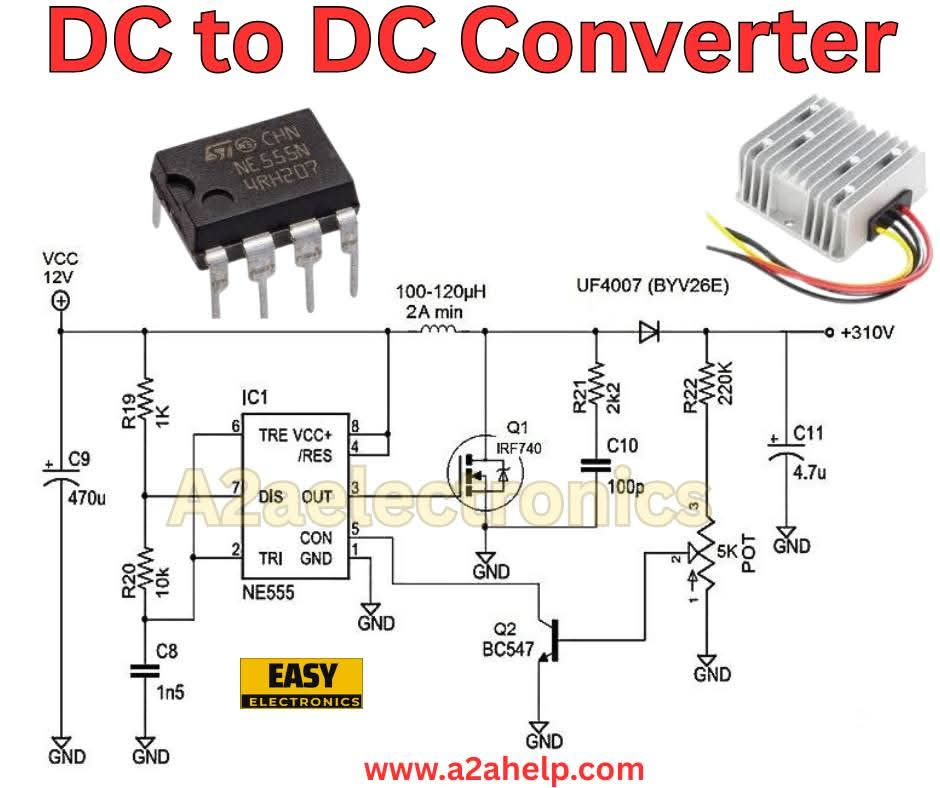 DC to DC Converter
CHN
NE555N
4RH207
VCC
12V
100-120µH
2A min
UF4007 (BYV26E)
+310V
R19
1K
IC1
6
TRE VCC+
8
/RES
4
Q1
IRF740
R21
2k2
R22
220K
+
C9
470u
C10
100p
+
C11
4.7u
A2aelectronics
7
DIS OUT
3
CON
5
2
TRI GND
1
NE555
R20
10k
GND
GND
3
2
5K
POT
1
GND
C8
1n5
Q2
BC547
GND
EASY
ELECTRONICS
GND
GND
GND
www.a2ahelp.com